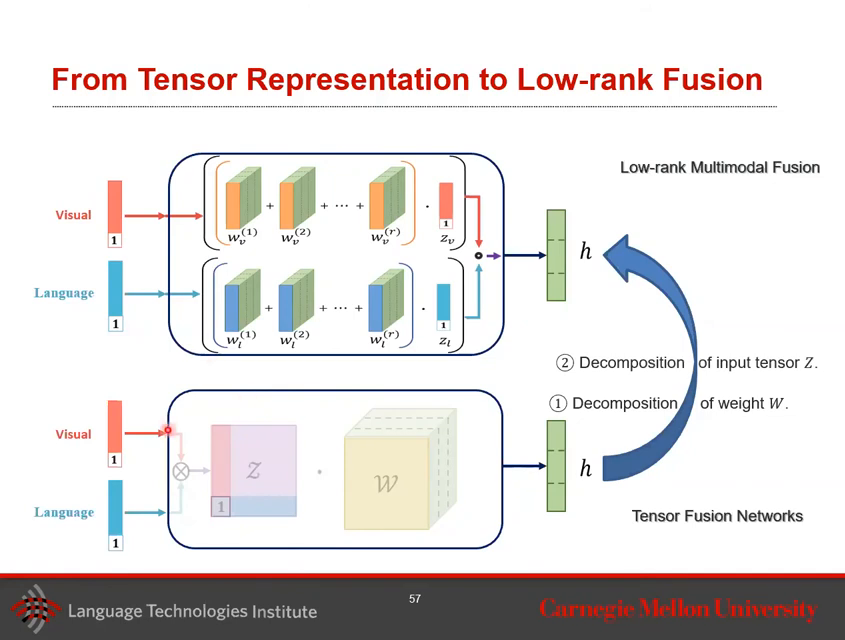 From Tensor Representation to Low-rank Fusion
Low-rank Multimodal Fusion
Visual
1
Language
1
w_v^{(1)} + w_v^{(2)} + ⋯ + w_v^{(r)} · 1 z_v
w_l^{(1)} + w_l^{(2)} + ⋯ + w_l^{(r)} · 1 z_l
h
② Decomposition of input tensor Z.
① Decomposition of weight W.
Visual
1
Language
1
⊗ Z 1 · W
h
Tensor Fusion Networks
Language Technologies Institute
57
Carnegie Mellon University